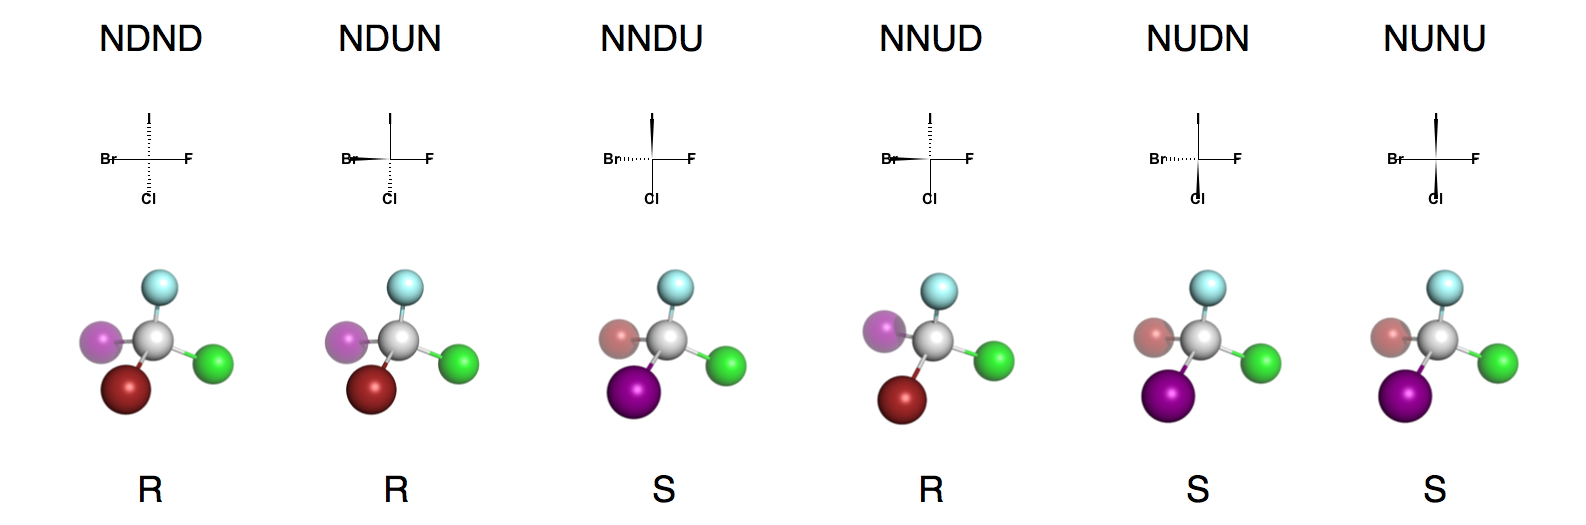 NDND NDUN NNDU NNUD NUDN NUNU
I I I I I I
Br F Br F Br F Br F Br F Br F
Cl Cl Cl Cl Cl Cl
R R S R S S